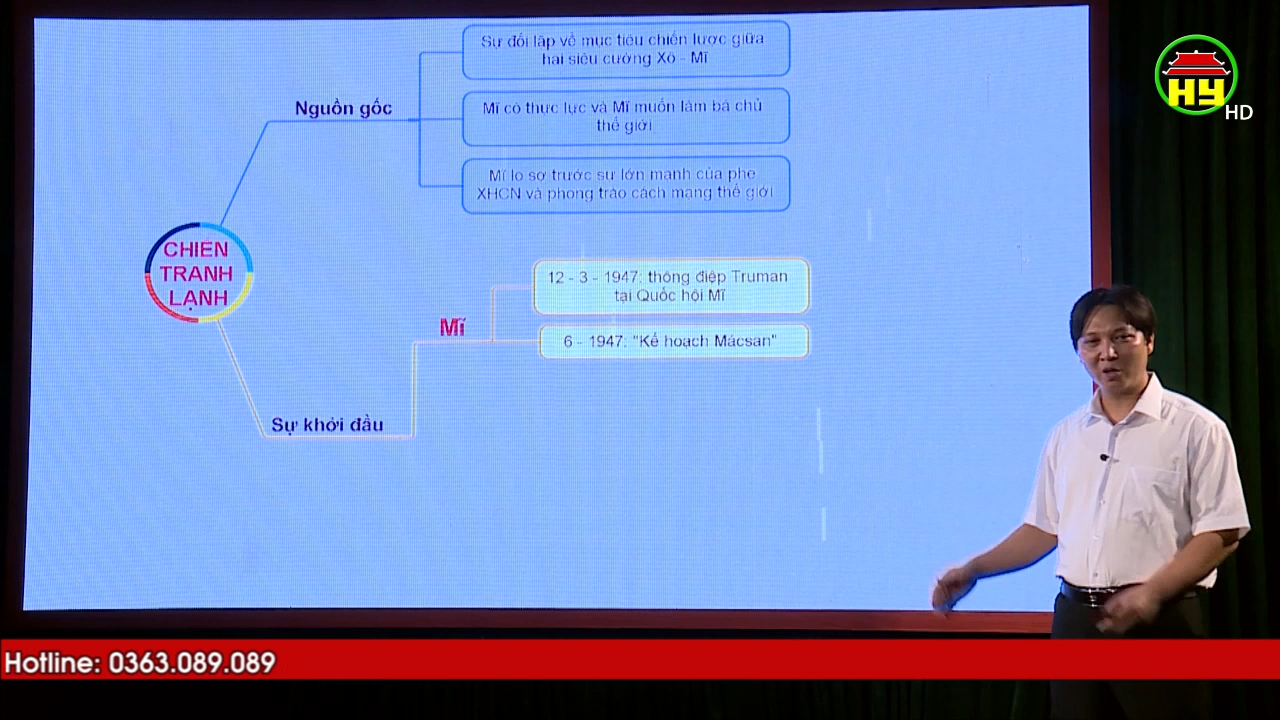 Sự đối lập về mục tiêu chiến lược giữa
hai siêu cường Xô - Mĩ
Nguồn gốc
Mĩ có thực lực và Mĩ muốn làm bá chủ
thế giới
Mĩ lo sợ trước sự lớn mạnh của phe
XHCN và phong trào cách mạng thế giới
CHIẾN
TRANH
LẠNH
Mĩ
12 - 3 - 1947: thông điệp Truman
tại Quốc hội Mĩ
6 - 1947: "Kế hoạch Mácsan"
Sự khởi đầu
HY
HD
Hotline: 0363.089.089